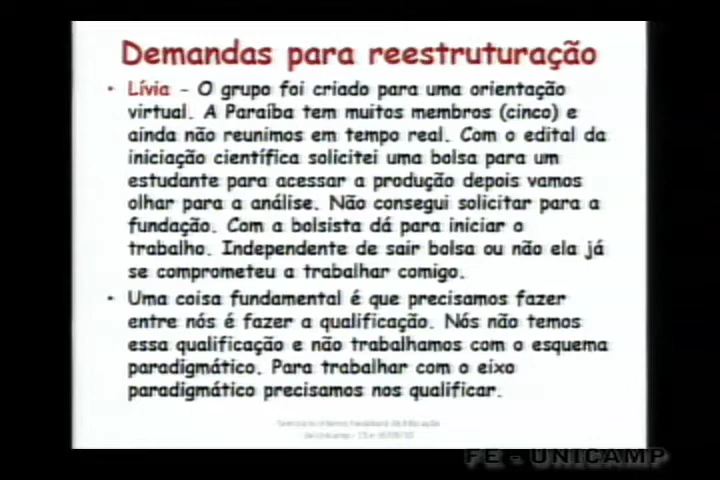 Demandas para reestruturação
• Lívia - O grupo foi criado para uma orientação
virtual. A Paraíba tem muitos membros (cinco) e
ainda não reunimos em tempo real. Com o edital da
iniciação científica solicitei uma bolsa para um
estudante para acessar a produção depois vamos
olhar para a análise. Não consegui solicitar para a
fundação. Com a bolsista dá para iniciar o
trabalho. Independente de sair bolsa ou não ela já
se comprometeu a trabalhar comigo.
• Uma coisa fundamental é que precisamos fazer
entre nós é fazer a qualificação. Nós não temos
essa qualificação e não trabalhamos com o esquema
paradigmático. Para trabalhar com o eixo
paradigmático precisamos nos qualificar.
FE - UNICAMP